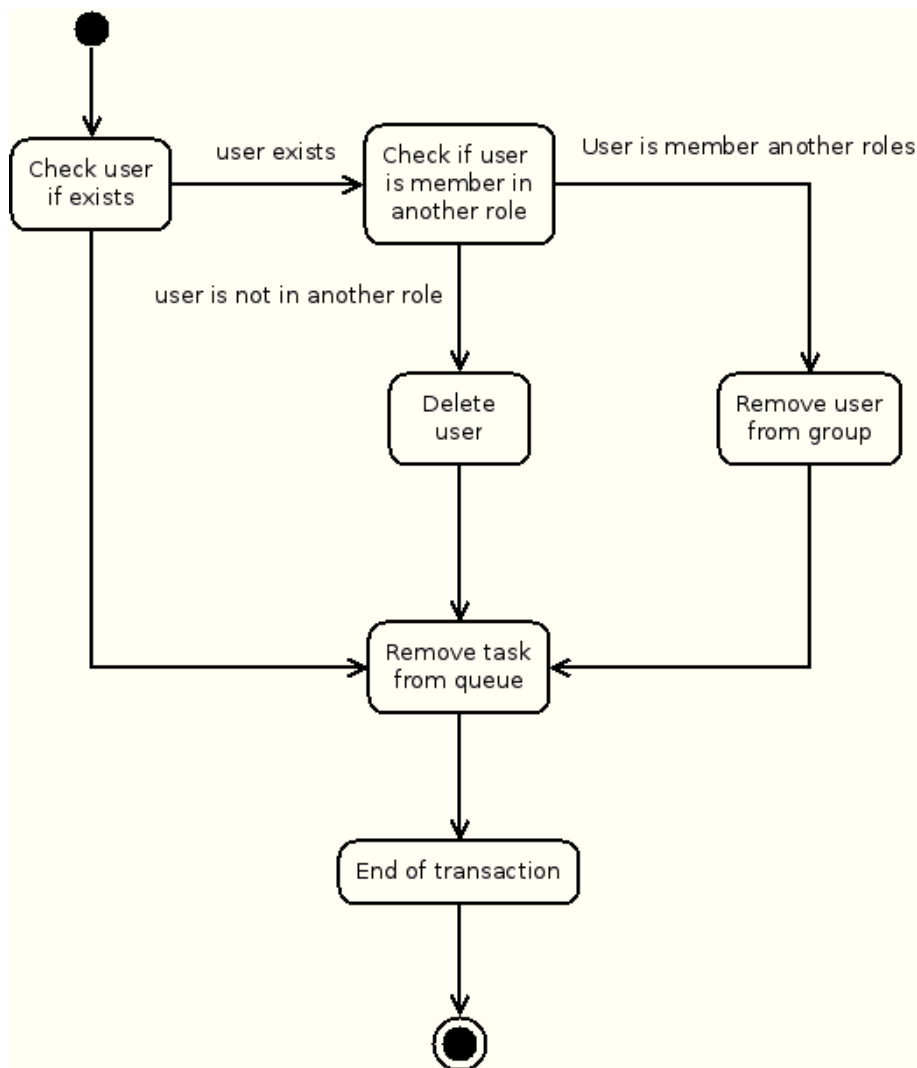 Check user
if exists
user exists
Check if user
is member in
another role
User is member another roles
user is not in another role
Delete
user
Remove user
from group
Remove task
from queue
End of transaction